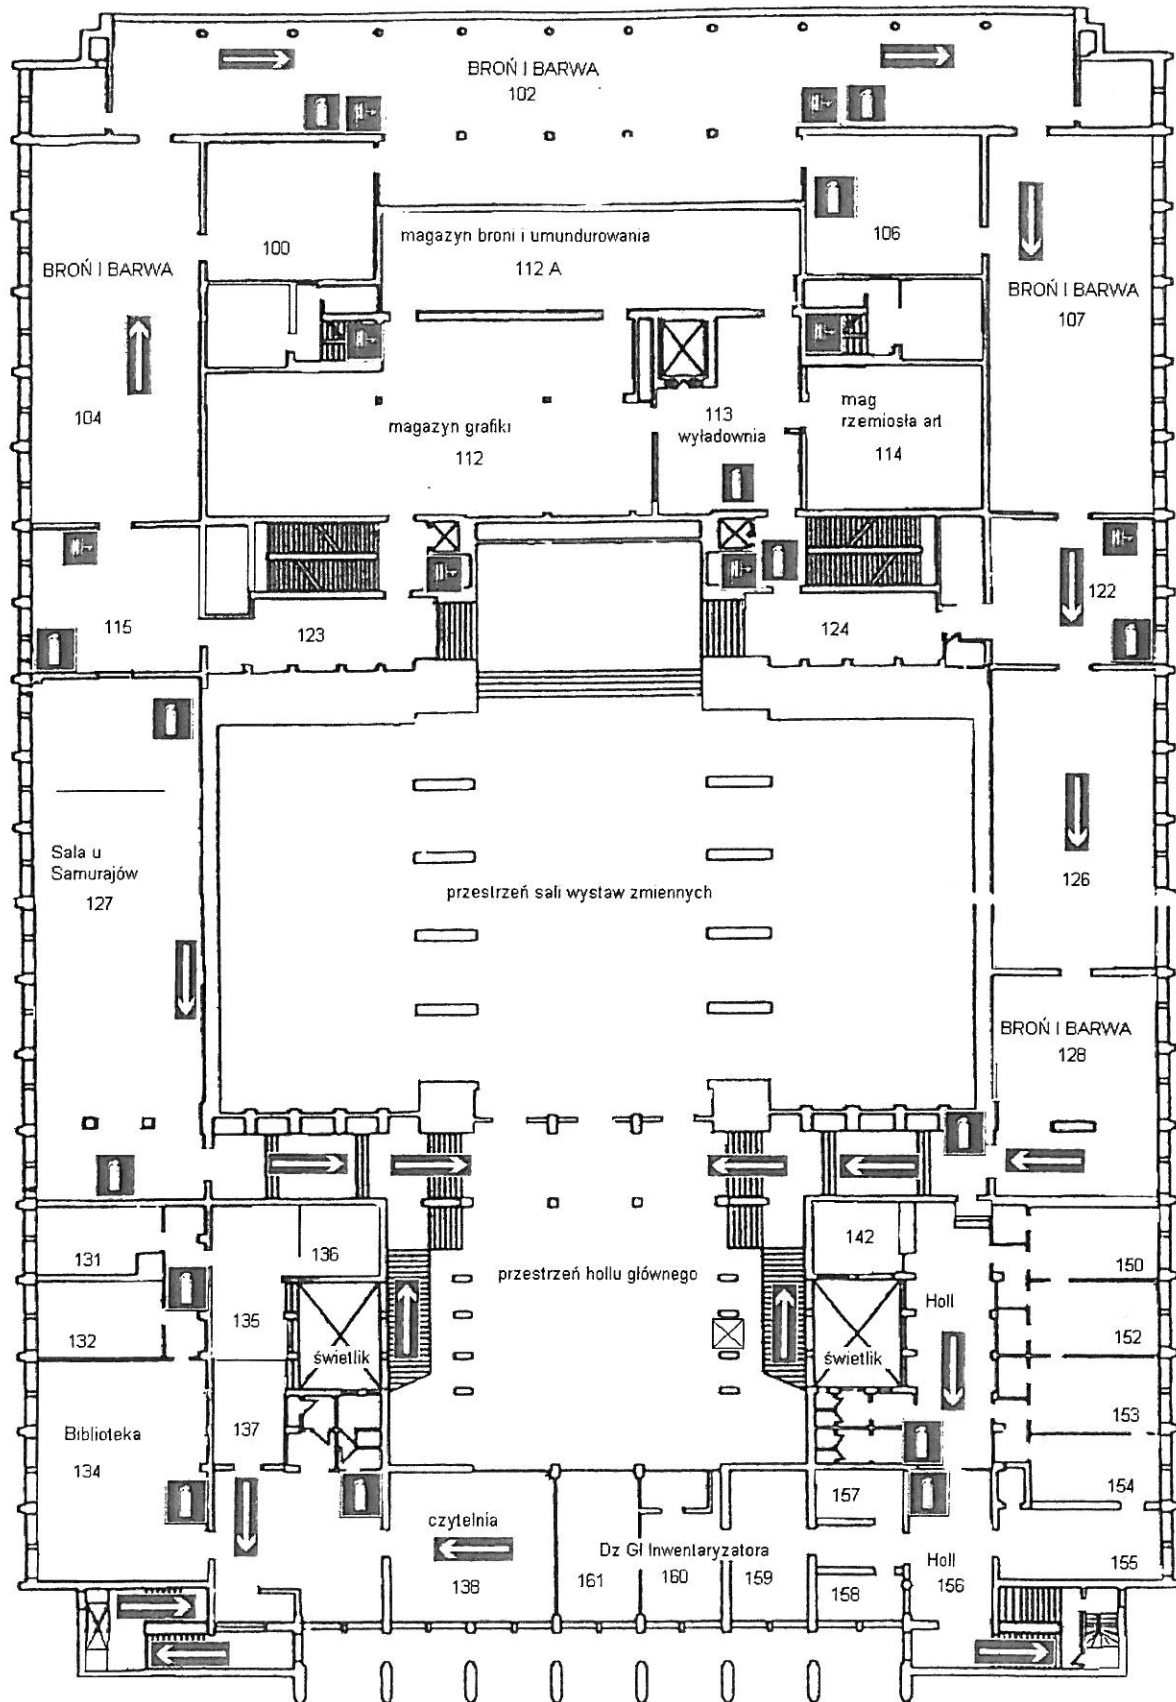 BROŃ I BARWA
102
100
magazyn broni i umundurowania
112 A
106
BROŃ I BARWA
104
BROŃ I BARWA
107
magazyn grafiki
112
113
wyładownia
mag
rzemiosła art
114
115
123
124
122
Sala u
Samurajów
127
przestrzeń sali wystaw zmiennych
126
BROŃ I BARWA
128
131
136
przestrzeń hollu głównego
142
150
132
135
świetlik
świetlik
Holl
152
Biblioteka
134
137
153
154
czytelnia
138
161
Dz Gł Inwentaryzatora
160
159
157
158
Holl
156
155